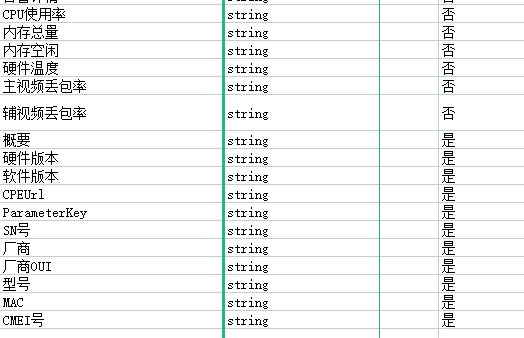 CPU使用率 string 否
内存总量 string 否
内存空闲 string 否
硬件温度 string 否
主视频丢包率 string 否
辅视频丢包率 string 否
概要 string 是
硬件版本 string 是
软件版本 string 是
CPEUrl string 是
ParameterKey string 是
SN号 string 是
厂商 string 是
厂商OUI string 是
型号 string 是
MAC string 是
CMEI号 string 是